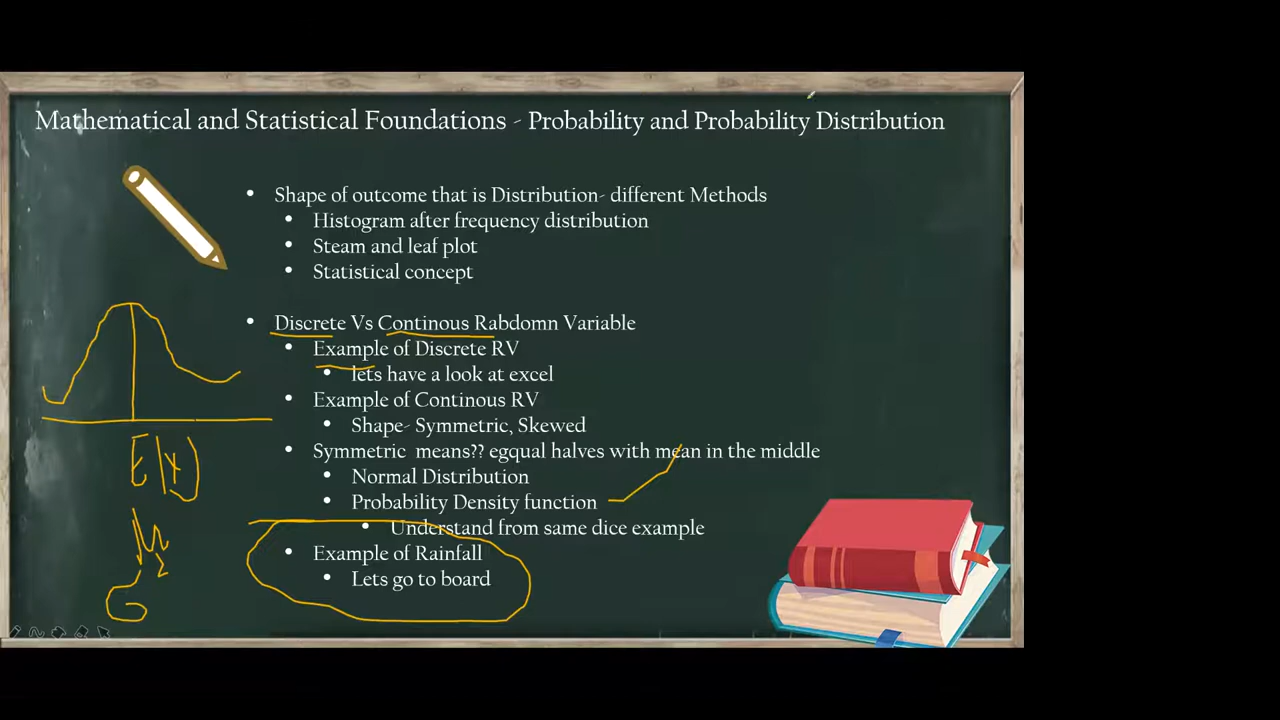 Mathematical and Statistical Foundations - Probability and Probability Distribution
• Shape of outcome that is Distribution- different Methods
• Histogram after frequency distribution
• Steam and leaf plot
• Statistical concept
• Discrete Vs Continous Rabdomn Variable
• Example of Discrete RV
• lets have a look at excel
• Example of Continous RV
• Shape- Symmetric, Skewed
• Symmetric means?? egqual halves with mean in the middle
• Normal Distribution
• Probability Density function
• Understand from same dice example
• Example of Rainfall
• Lets go to board
E(x)